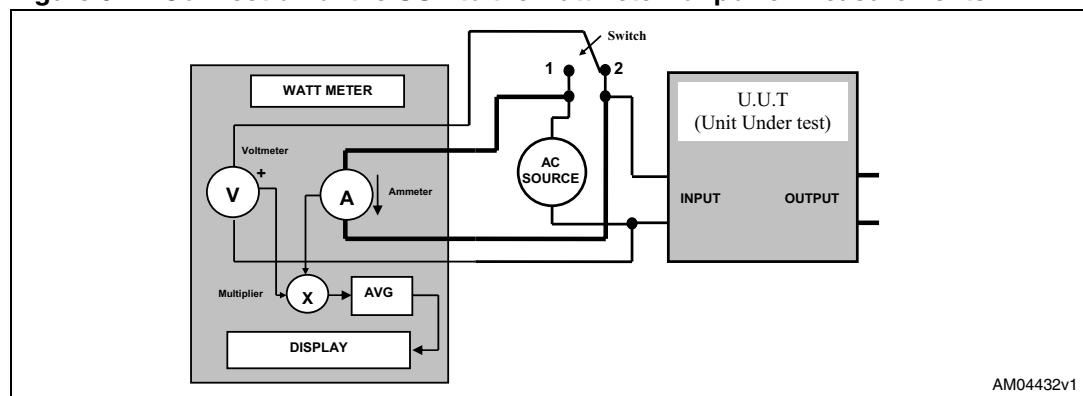 Switch
1
2
WATT METER
U.U.T
(Unit Under test)
Voltmeter
+
V
A
Ammeter
AC
SOURCE
INPUT
OUTPUT
Multiplier
X
AVG
DISPLAY
AM04432v1